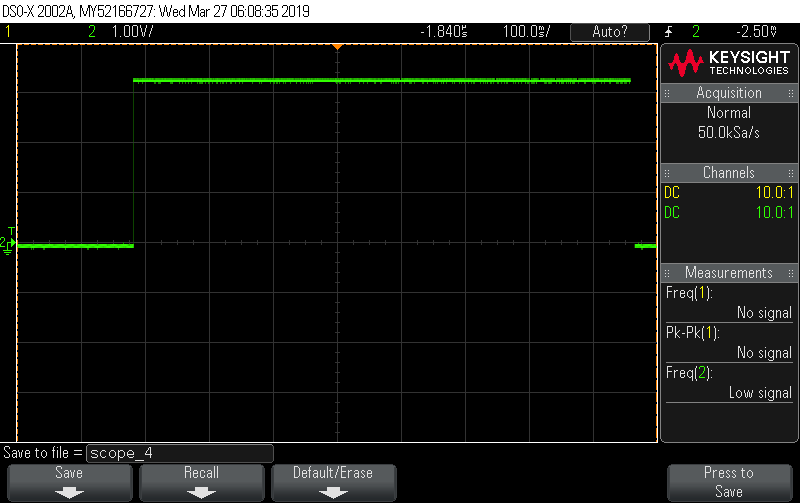 DSO-X 2002A, MY52166727: Wed Mar 27 06:08:35 2019
1 2 1.00V/ -1.840s 100.0s/ Auto? 2 -2.50V
KEYSIGHT
TECHNOLOGIES
Acquisition
Normal
50.0kSa/s
Channels
DC 10.0:1
DC 10.0:1
T
2
Measurements
Freq(1):
No signal
Pk-Pk(1):
No signal
Freq(2):
Low signal
Save to file = scope_4
Save
Recall
Default/Erase
Press to
Save